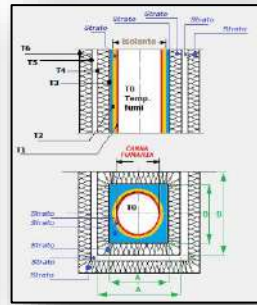 Strato
Strato
Strato
Strato
Strato
T6
Isolante
T5
T4
T3
T0
Temp.
fumi
T2
T1
CANNA
FUMARIA
T0
Strato
Strato
Strato
Strato
Strato
D
D
A
A